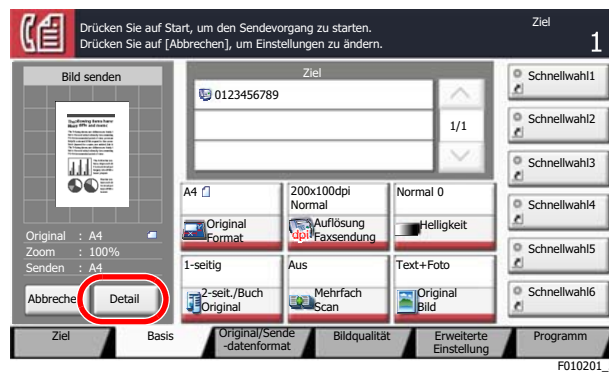 Drücken Sie auf Start, um den Sendevorgang zu starten.
Drücken Sie auf [Abbrechen], um Einstellungen zu ändern.
Ziel
1
Bild senden
Original : A4
Zoom : 100%
Senden : A4
Abbreche
Detail
Ziel
0123456789
1/1
A4
Original
Format
200x100dpi
Normal
dpi
Auflösung
Faxsendung
Normal 0
Helligkeit
1-seitig
2-seit./Buch
Original
Aus
Mehrfach
Scan
Text+Foto
Original
Bild
Schnellwahl1
Schnellwahl2
Schnellwahl3
Schnellwahl4
Schnellwahl5
Schnellwahl6
Ziel
Basis
Original/Sende
-datenformat
Bildqualität
Erweiterte
Einstellung
Programm
F010201_